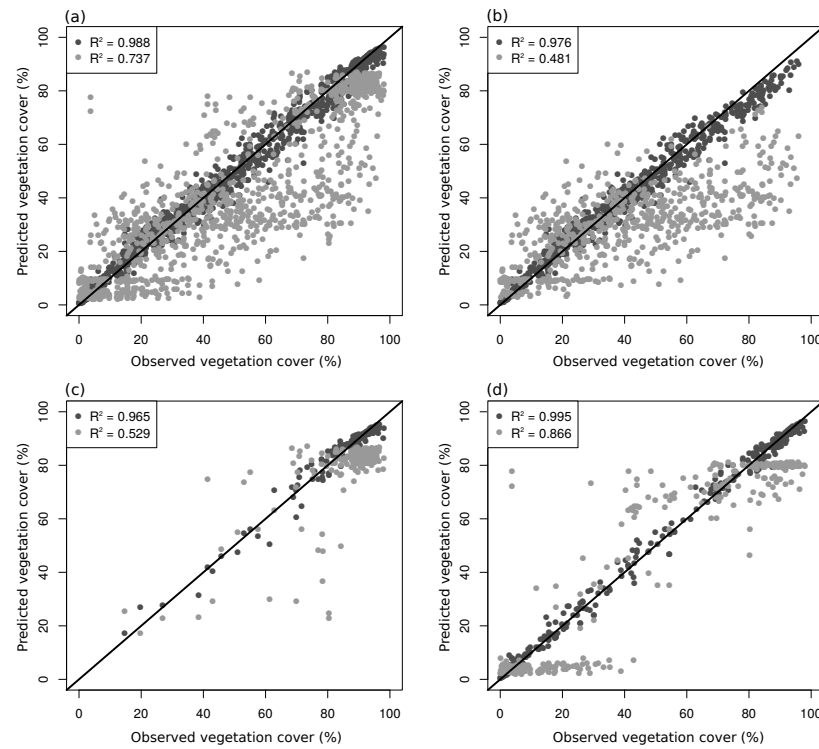 (a)
(b)
R² = 0.988
R² = 0.737
R² = 0.976
R² = 0.481
Predicted vegetation cover (%)
0 20 40 60 80 100
Predicted vegetation cover (%)
0 20 40 60 80 100
0 20 40 60 80 100
0 20 40 60 80 100
Observed vegetation cover (%)
Observed vegetation cover (%)
(c)
(d)
R² = 0.965
R² = 0.529
R² = 0.995
R² = 0.866
Predicted vegetation cover (%)
0 20 40 60 80 100
Predicted vegetation cover (%)
0 20 40 60 80 100
0 20 40 60 80 100
0 20 40 60 80 100
Observed vegetation cover (%)
Observed vegetation cover (%)